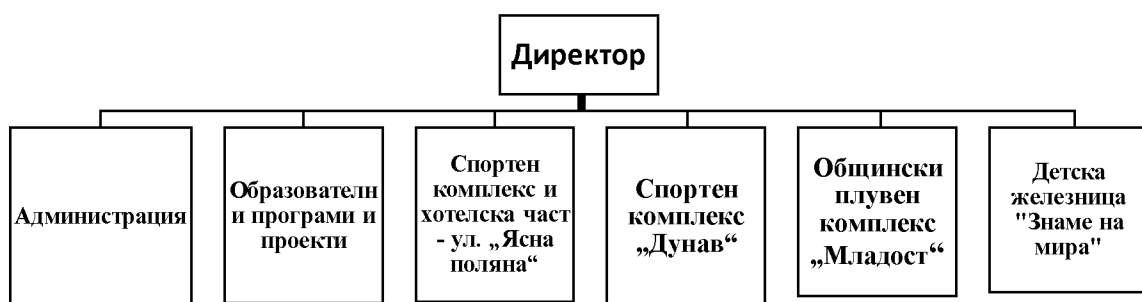 Директор
Администрация
Образователн
и програми и
проекти
Спортен
комплекс и
хотелска част
- ул. „Ясна
поляна“
Спортен
комплекс
„Дунав“
Общински
плувен
комплекс
„Младост“
Детска
железница
"Знаме на
мира"